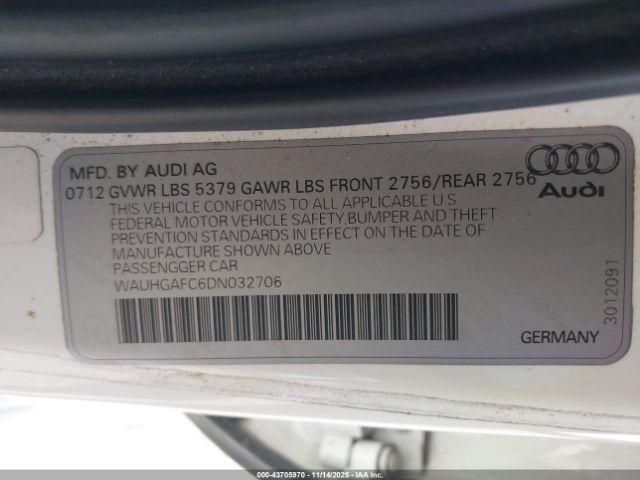 MFD. BY AUDI AG
0712 GVWR LBS 5379 GAWR LBS FRONT 2756/REAR 2756
Audi
THIS VEHICLE CONFORMS TO ALL APPLICABLE U.S.
FEDERAL MOTOR VEHICLE SAFETY,BUMPER AND THEFT
PREVENTION STANDARDS IN EFFECT ON THE DATE OF
MANUFACTURE SHOWN ABOVE
PASSENGGER CAR
WAUHGAFC6DN032706
3012091
GERMANY
IAA - 43705970 - 11/14/2025 - IAAI.com